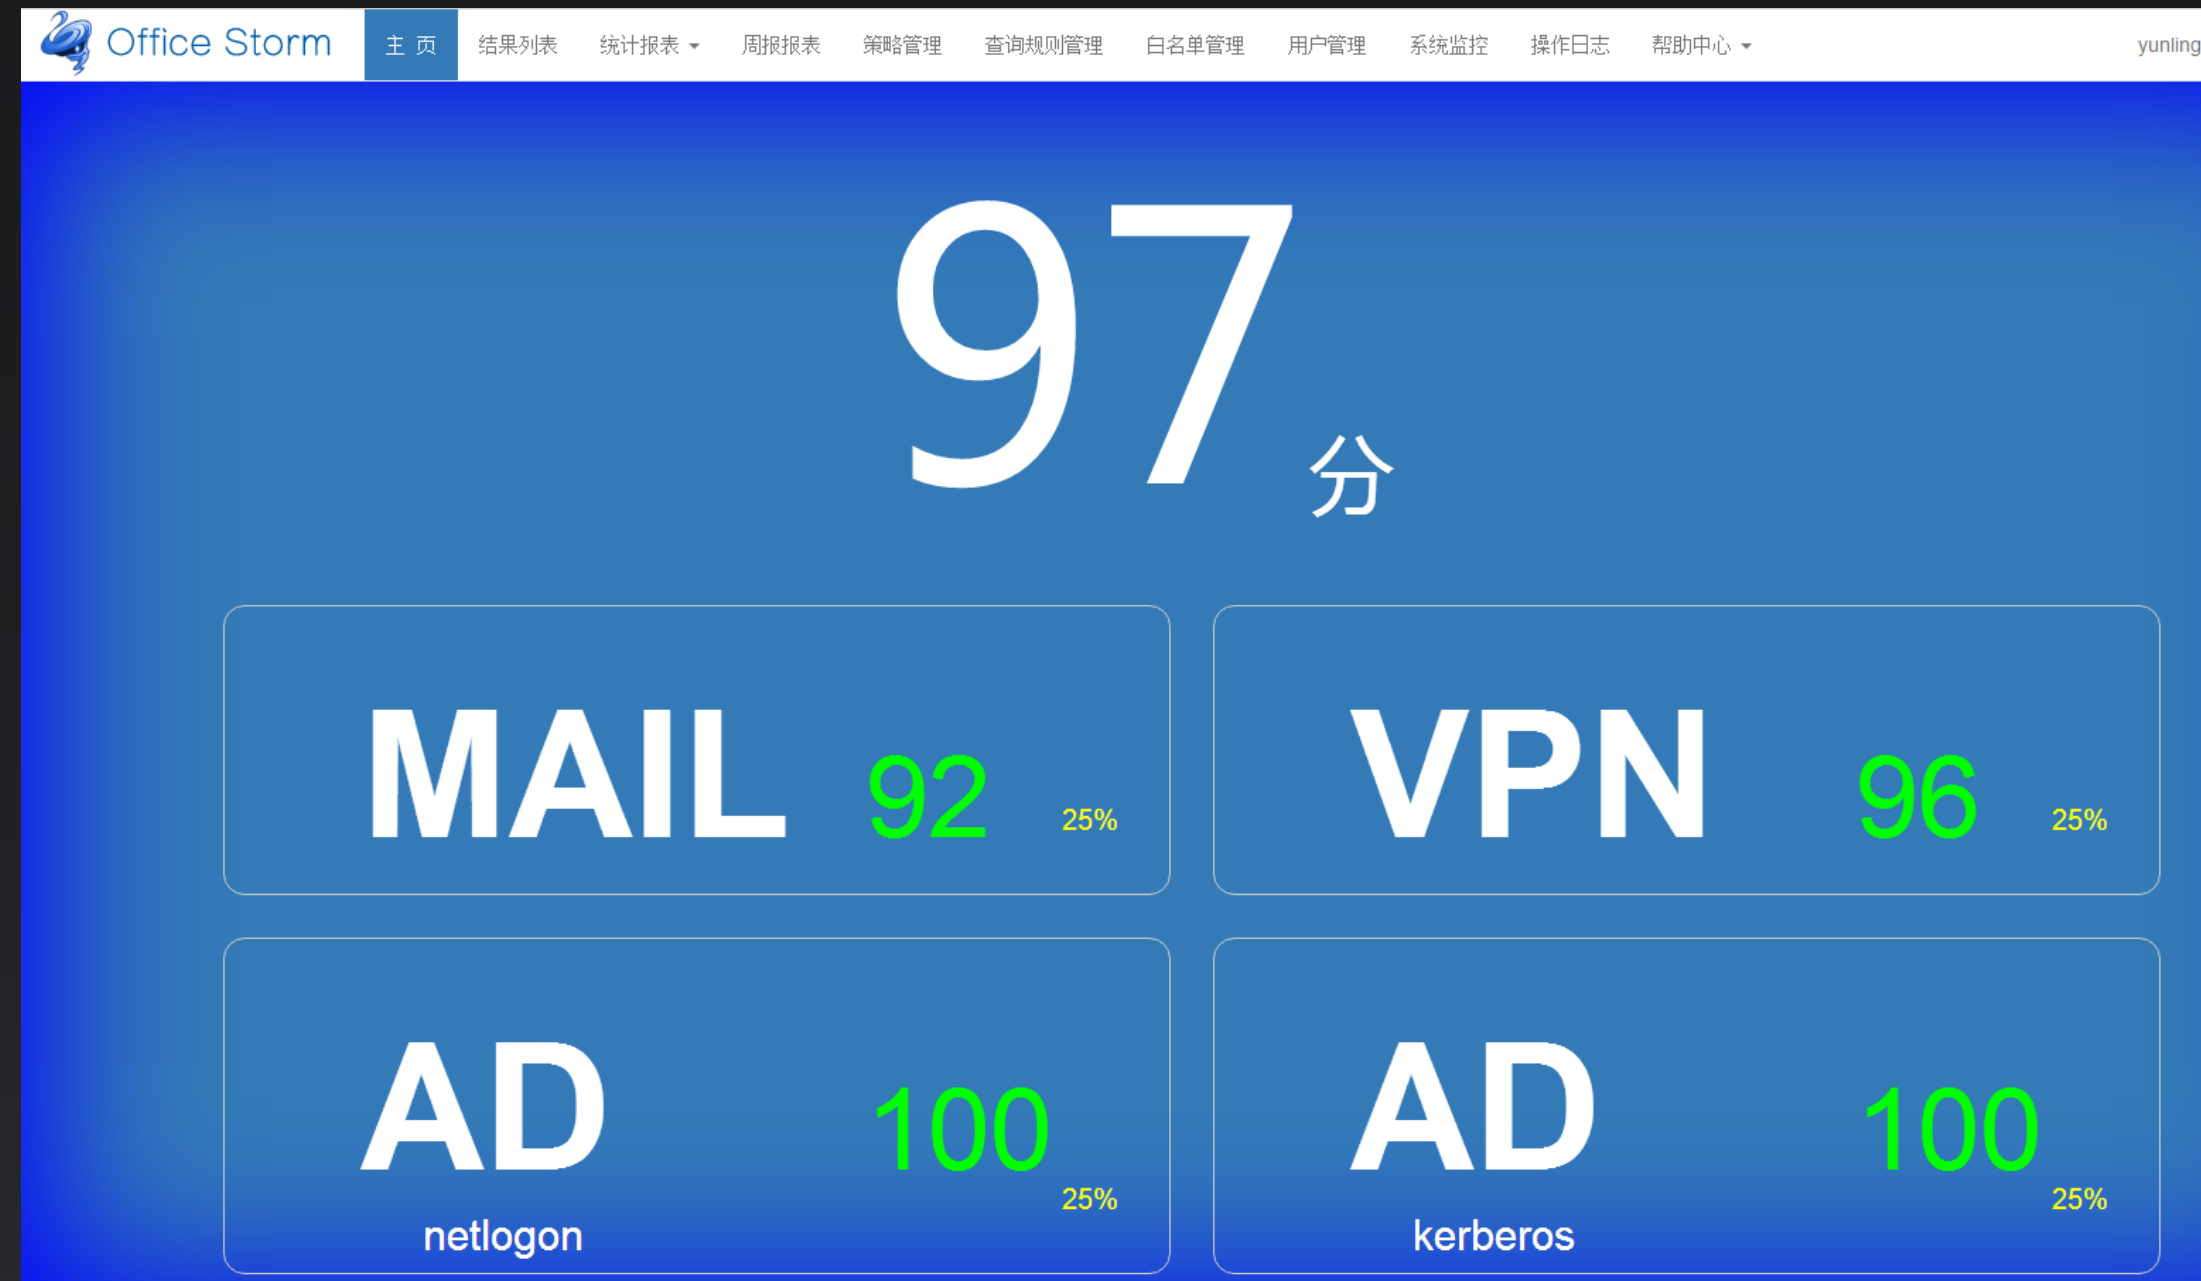 Office Storm 主 页 结果列表 统计报表 周报报表 策略管理 查询规则管理 白名单管理 用户管理 系统监控 操作日志 帮助中心 yunling
97分
MAIL 92 25%
VPN 96 25%
AD 100 25%
netlogon
AD 100 25%
kerberos